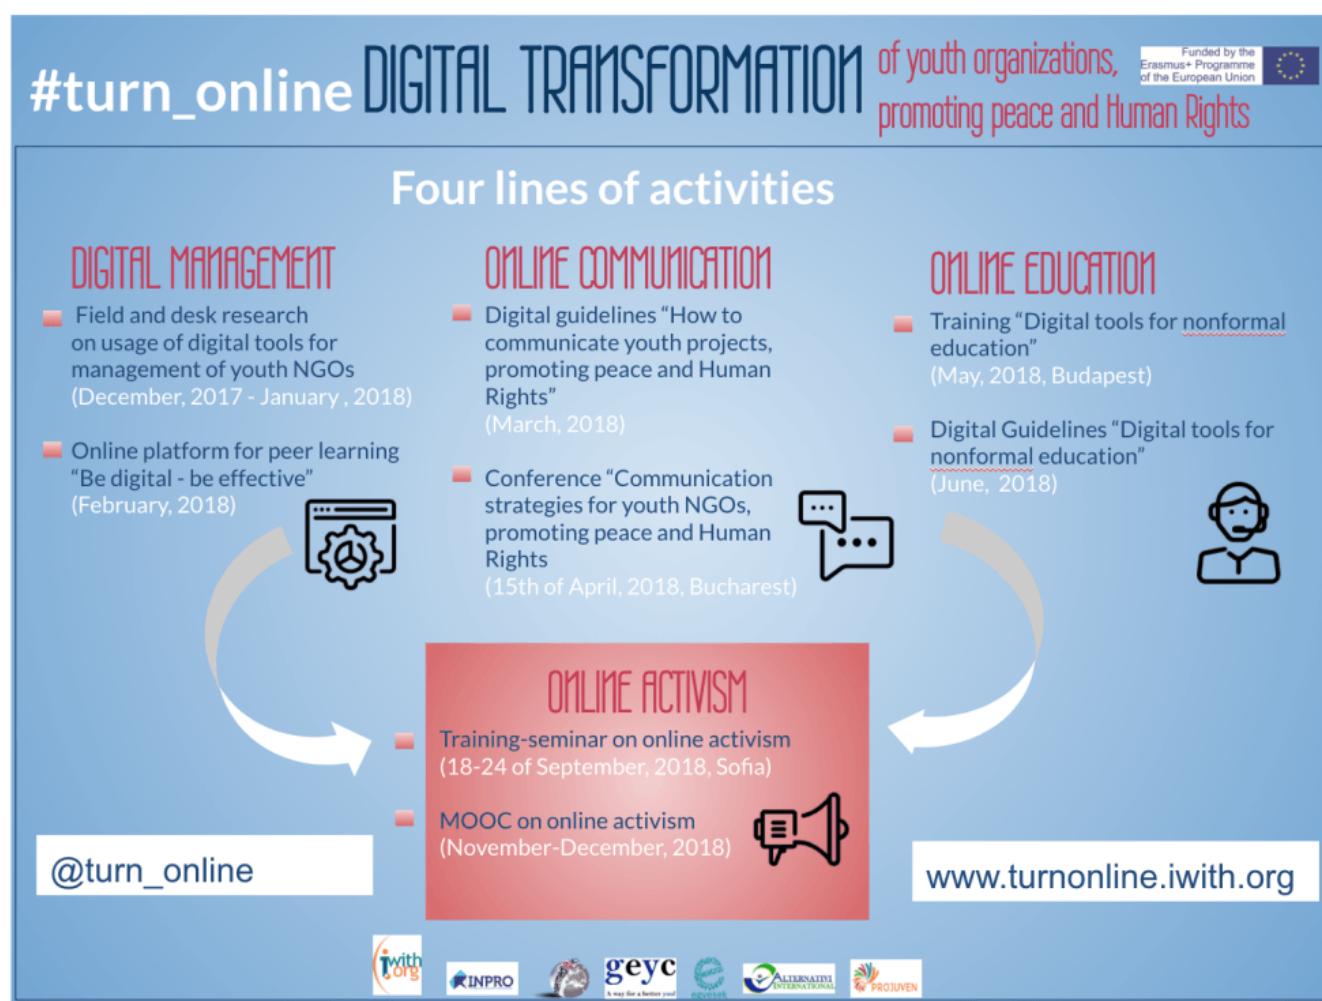 #turn_online DIGITAL TRANSFORMATION
of youth organizations,
promoting peace and Human Rights
Funded by the
Erasmus+ Programme
of the European Union
Four lines of activities
DIGITAL MANAGEMENT
Field and desk research
on usage of digital tools for
management of youth NGOs
(December, 2017 - January , 2018)
Online platform for peer learning
“Be digital - be effective”
(February, 2018)
ONLINE COMMUNICATION
Digital guidelines “How to
communicate youth projects,
promoting peace and Human
Rights”
(March, 2018)
Conference “Communication
strategies for youth NGOs,
promoting peace and Human
Rights
(15th of April, 2018, Bucharest)
ONLINE EDUCATION
Training “Digital tools for nonformal
education”
(May, 2018, Budapest)
Digital Guidelines “Digital tools for
nonformal education”
(June, 2018)
ONLINE ACTIVISM
Training-seminar on online activism
(18-24 of September, 2018, Sofia)
MOOC on online activism
(November-December, 2018)
@turn_online
www.turnonline.iwith.org
iwith
org
INPRO
geyc
A way for a better you!
egyesek
ALTERNATIVI
INTERNATIONAL
PROJUVEN